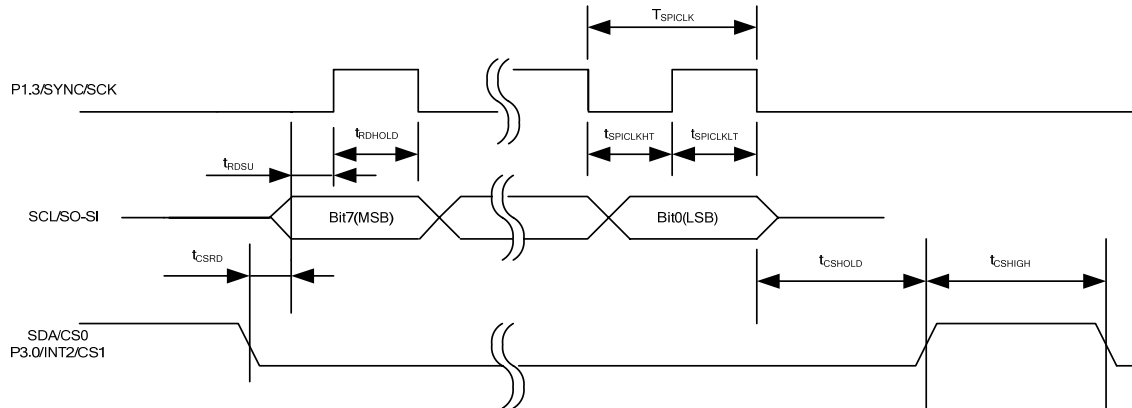 TSPICLK
P1.3/SYNC/SCK
tRDHOLD
tSPICLKHT
tSPICLKLT
tRDSU
SCL/SO-SI
Bit7(MSB)
Bit0(LSB)
tCSRD
tCSHOLD
tCSHIGH
SDA/CS0
P3.0/INT2/CS1